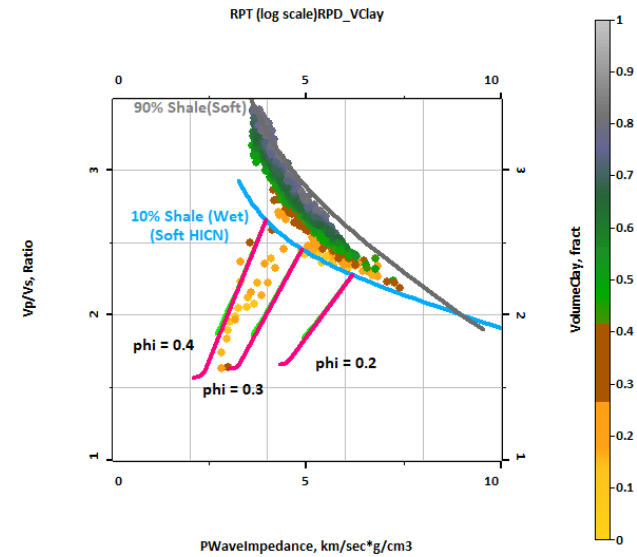 RPT (log scale)RPD_VClay
0 5 10
1
0.9
0.8
0.7
0.6
0.5
0.4
0.3
0.2
0.1
0
VolumeClay, fract
90% Shale(Soft)
10% Shale (Wet)
(Soft HICN)
phi = 0.4
phi = 0.3
phi = 0.2
3
2
1
3
2
1
Vp/Vs, Ratio
0 5 10
PWaveImpedance, km/sec*g/cm3